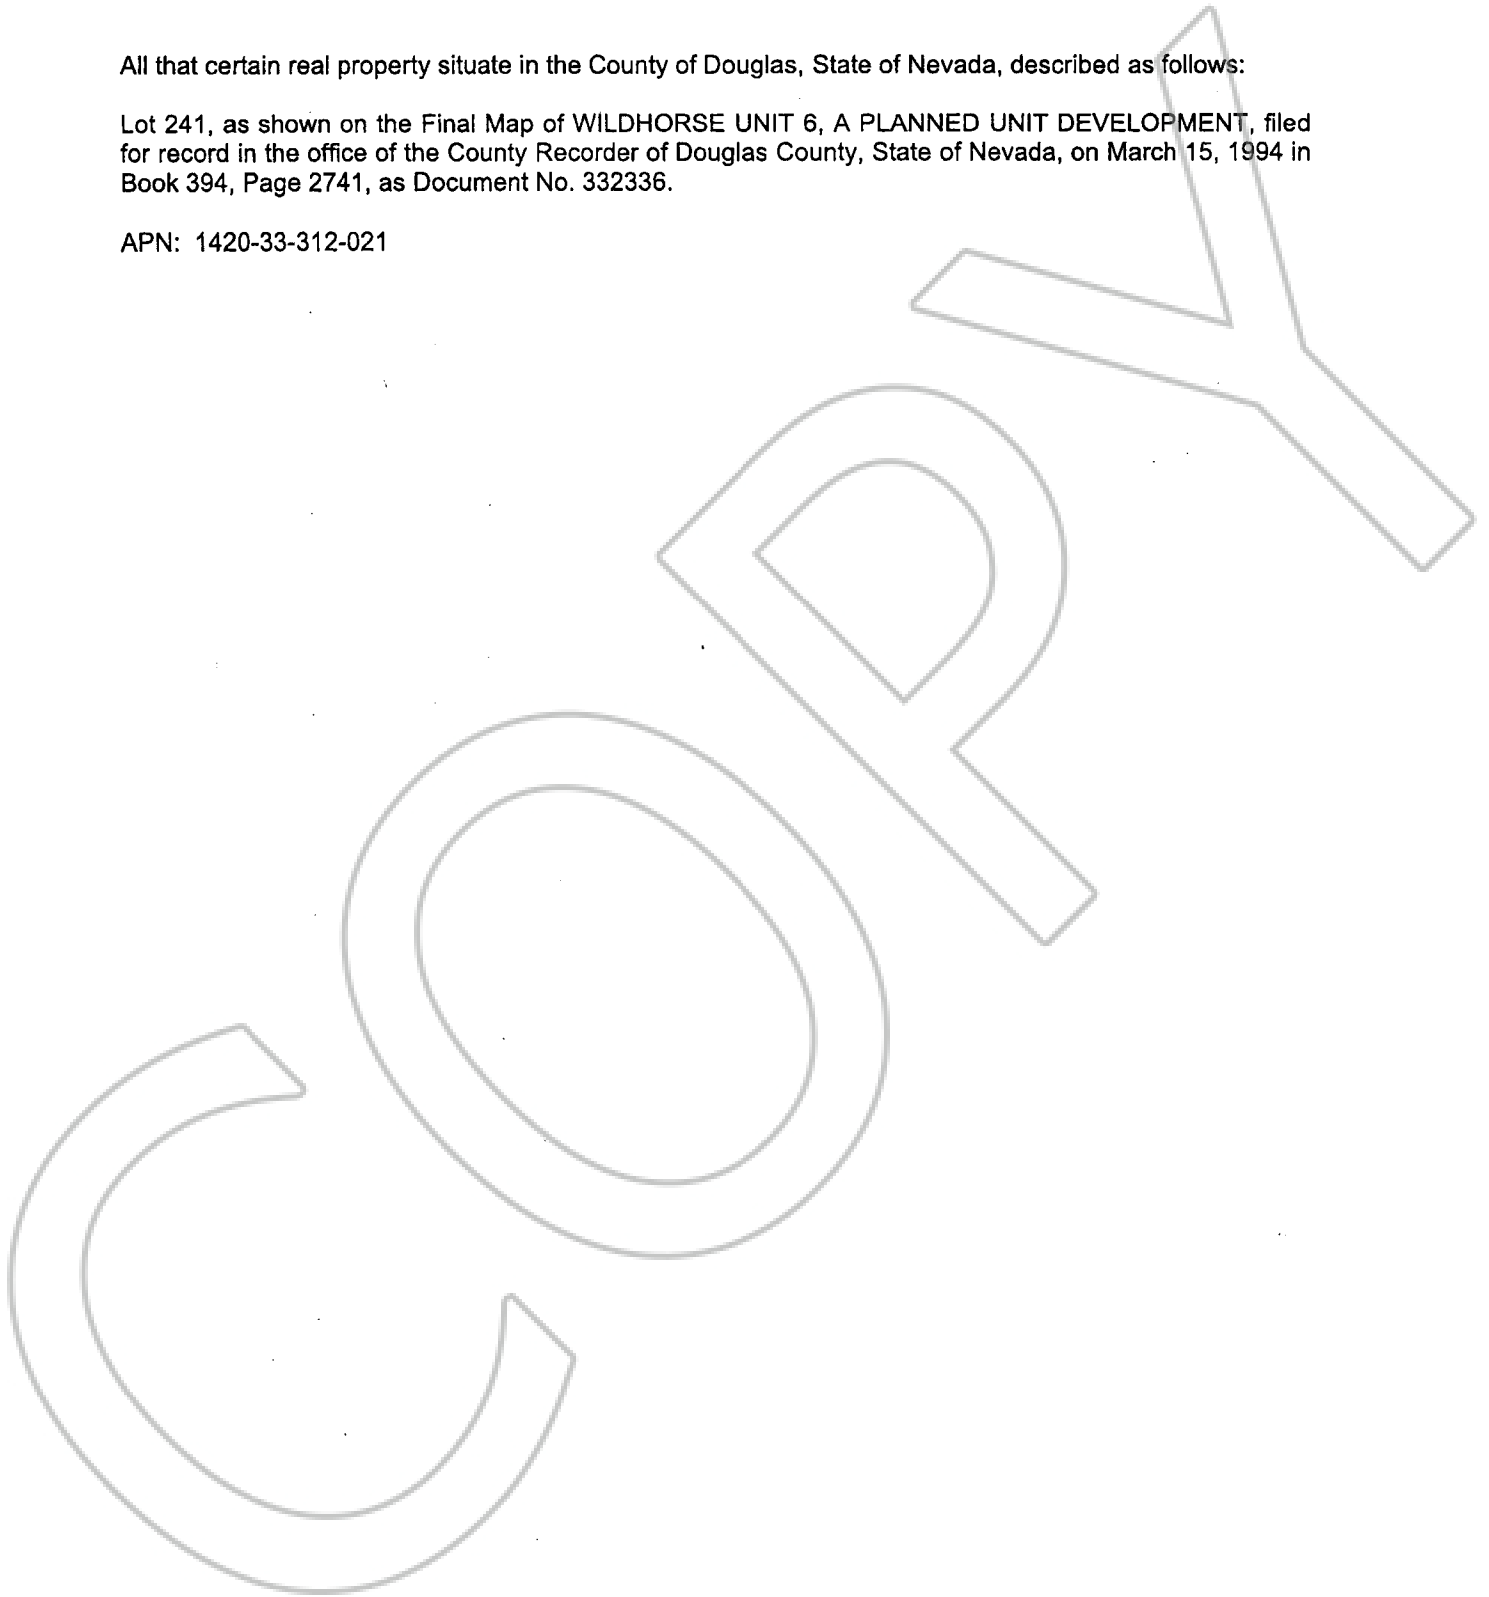 All that certain real property situate in the County of Douglas, State of Nevada, described as follows:
Lot 241, as shown on the Final Map of WILDHORSE UNIT 6, A PLANNED UNIT DEVELOPMENT, filed
for record in the office of the County Recorder of Douglas County, State of Nevada, on March 15, 1994 in
Book 394, Page 2741, as Document No. 332336.
APN: 1420-33-312-021
COPY